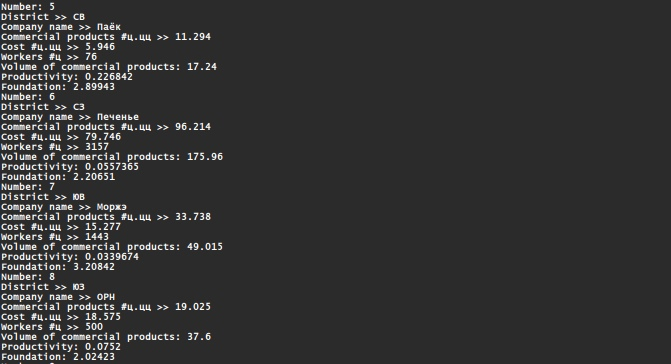 Number: 5
District >> СВ
Company name >> Паёк
Commercial products #ц.цц >> 11.294
Cost #ц.цц >> 5.946
Workers #ц >> 76
Volume of commercial products: 17.24
Productivity: 0.226842
Foundation: 2.89943
Number: 6
District >> СЗ
Company name >> Печенье
Commercial products #ц.цц >> 96.214
Cost #ц.цц >> 79.746
Workers #ц >> 3157
Volume of commercial products: 175.96
Productivity: 0.0557365
Foundation: 2.20651
Number: 7
District >> ЮВ
Company name >> Моржэ
Commercial products #ц.цц >> 33.738
Cost #ц.цц >> 15.277
Workers #ц >> 1443
Volume of commercial products: 49.015
Productivity: 0.0339674
Foundation: 3.20842
Number: 8
District >> ЮЗ
Company name >> ОРН
Commercial products #ц.цц >> 19.025
Cost #ц.цц >> 18.575
Workers #ц >> 500
Volume of commercial products: 37.6
Productivity: 0.0752
Foundation: 2.02423